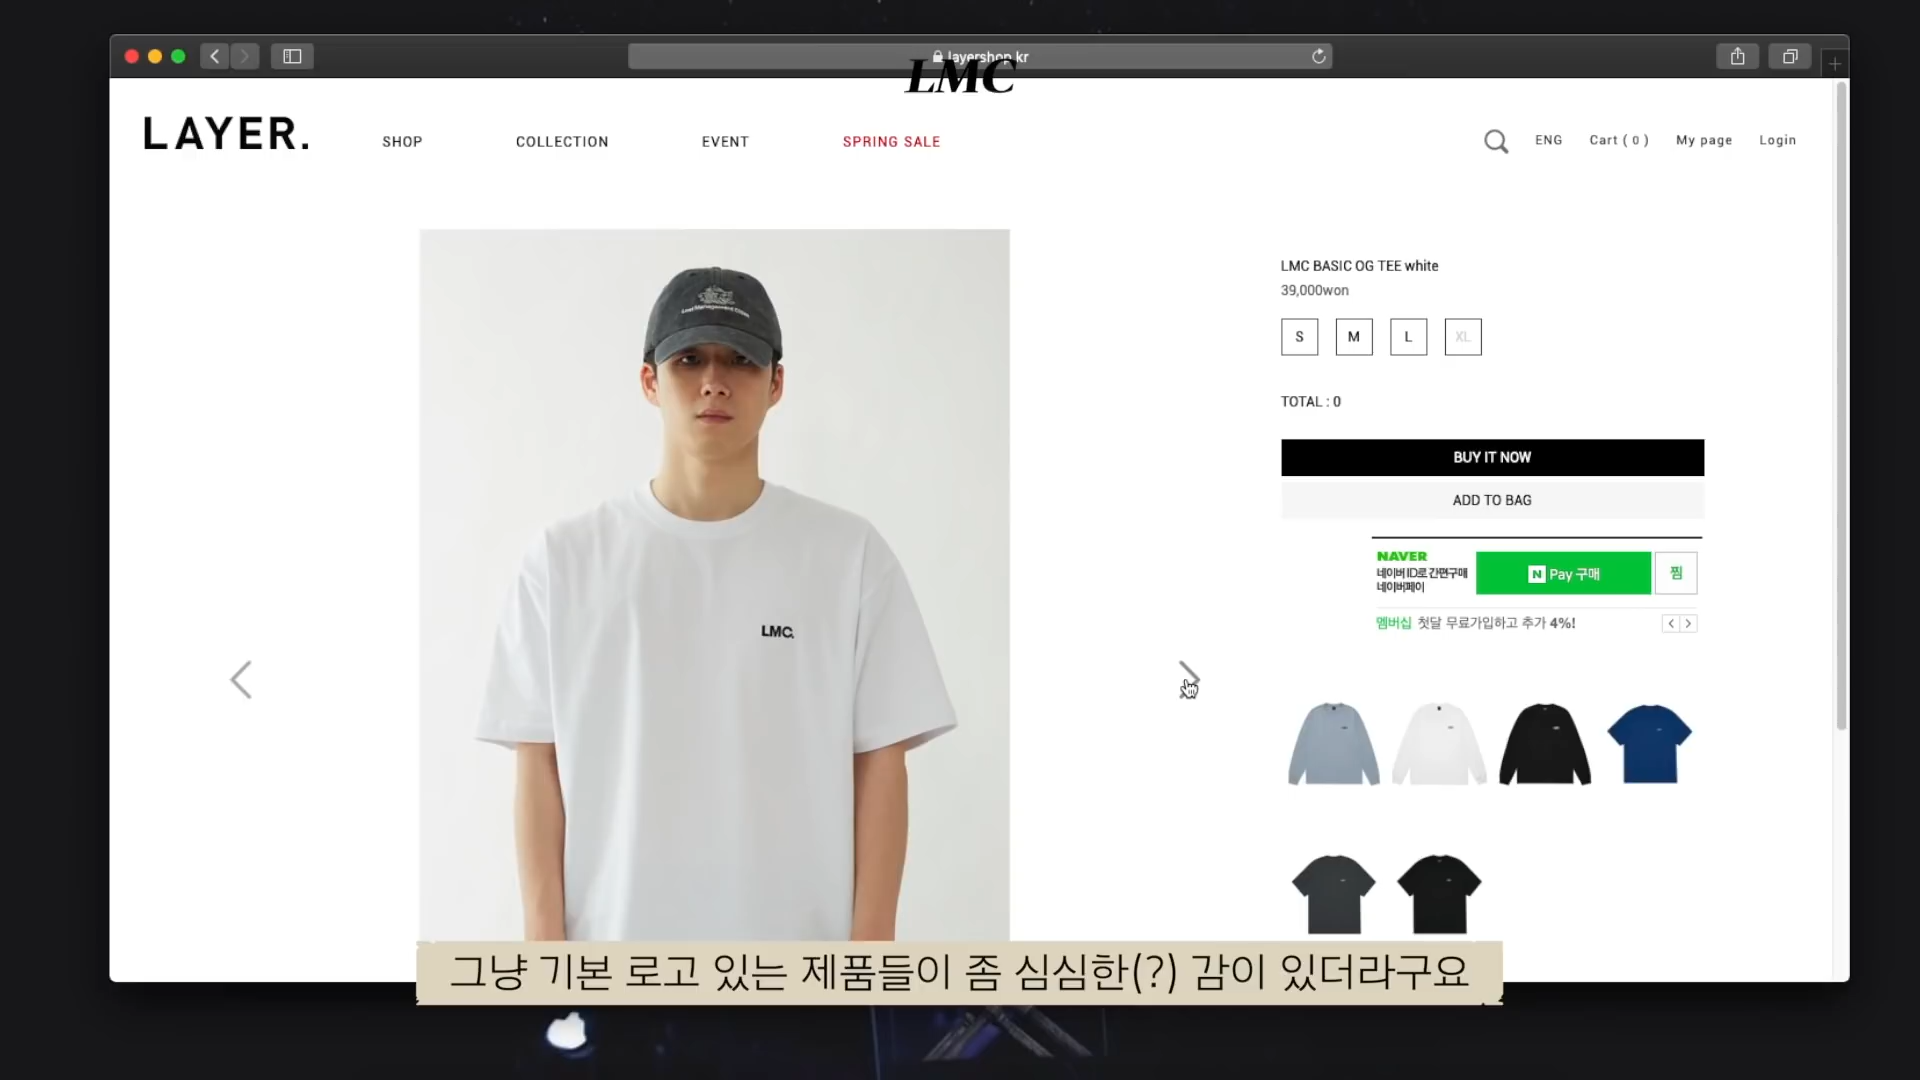 layershop.kr
LMC
LAYER.
SHOP
COLLECTION
EVENT
SPRING SALE
ENG
Cart ( 0 )
My page
Login
LMC BASIC OG TEE white
39,000won
S
M
L
XL
TOTAL : 0
BUY IT NOW
ADD TO BAG
NAVER
네이버 ID로 간편구매
네이버페이
N Pay 구매
찜
멤버십 첫달 무료가입하고 추가 4%!
LMC.
그냥 기본 로고 있는 제품들이 좀 심심한(?) 감이 있더라구요